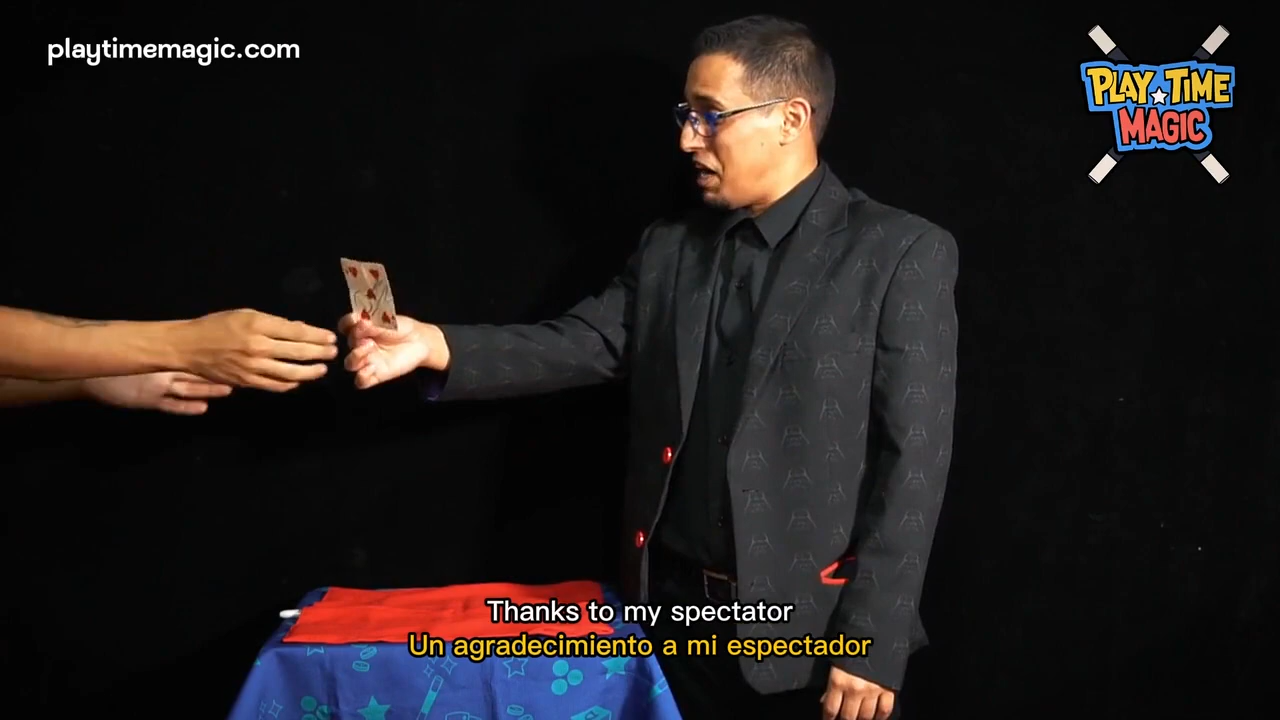 playtimemagic.com
PLAY TIME
MAGIC
Thanks to my spectator
Un agradecimiento a mi espectador